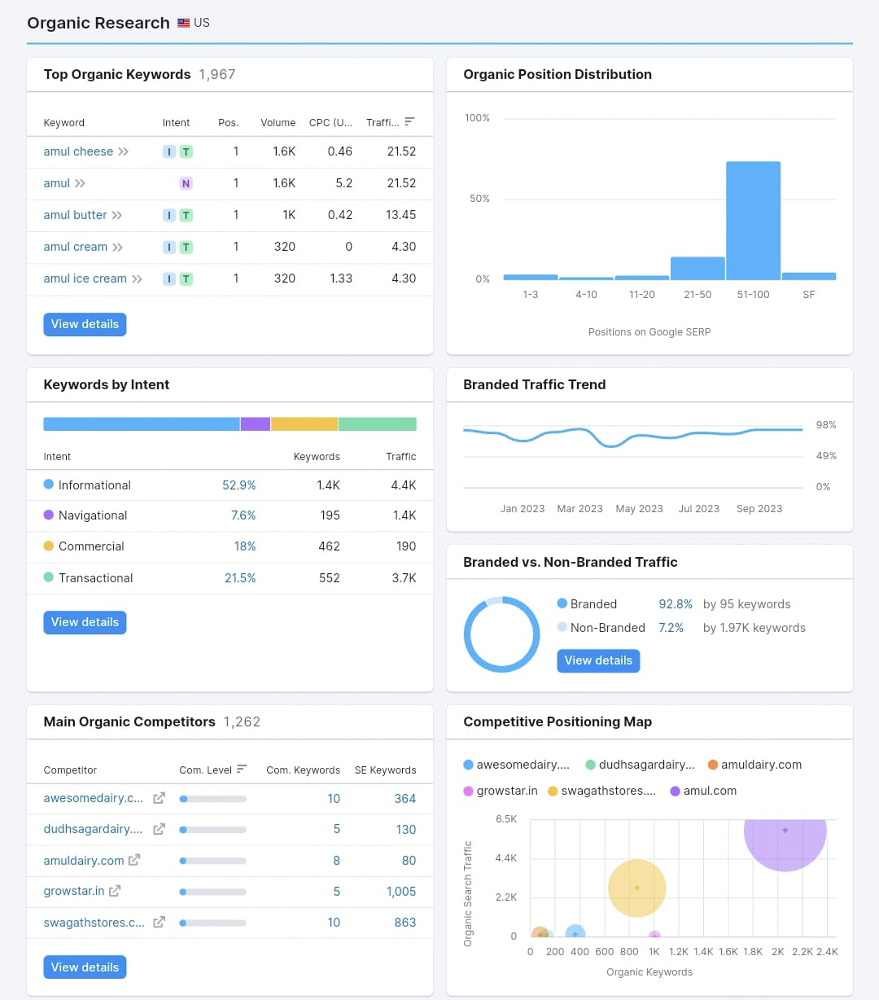 Organic Research US
Top Organic Keywords 1,967
Keyword Intent Pos. Volume CPC (U... Traffi...
amul cheese I T 1 1.6K 0.46 21.52
amul N 1 1.6K 5.2 21.52
amul butter I T 1 1K 0.42 13.45
amul cream I T 1 320 0 4.30
amul ice cream I T 1 320 1.33 4.30
View details
Organic Position Distribution
100%
50%
0%
1-3 4-10 11-20 21-50 51-100 SF
Positions on Google SERP
Keywords by Intent
Intent Keywords Traffic
Informational 52.9% 1.4K 4.4K
Navigational 7.6% 195 1.4K
Commercial 18% 462 190
Transactional 21.5% 552 3.7K
View details
Branded Traffic Trend
98%
49%
0%
Jan 2023 Mar 2023 May 2023 Jul 2023 Sep 2023
Branded vs. Non-Branded Traffic
Branded 92.8% by 95 keywords
Non-Branded 7.2% by 1.97K keywords
View details
Main Organic Competitors 1,262
Competitor Com. Level Com. Keywords SE Keywords
awesomedairy.c... 10 364
dudhsagardairy.... 5 130
amuldairy.com 8 80
growstar.in 5 1,005
swagathstores.c... 10 863
View details
Competitive Positioning Map
awesomedairy.... dudhsagardairy... amuldairy.com
growstar.in swagathstores.... amul.com
Organic Search Traffic
6.5K
4.4K
2.2K
0
0 200 400 600 800 1K 1.2K 1.4K 1.6K 1.8K 2K 2.2K 2.4K
Organic Keywords